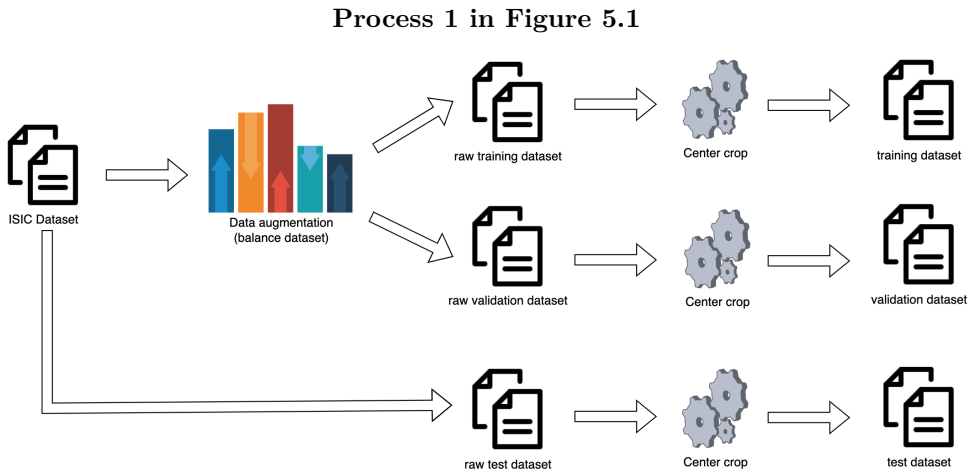 Process 1 in Figure 5.1
raw training dataset
Center crop
training dataset
ISIC Dataset
Data augmentation
(balance dataset)
raw validation dataset
Center crop
validation dataset
raw test dataset
Center crop
test dataset